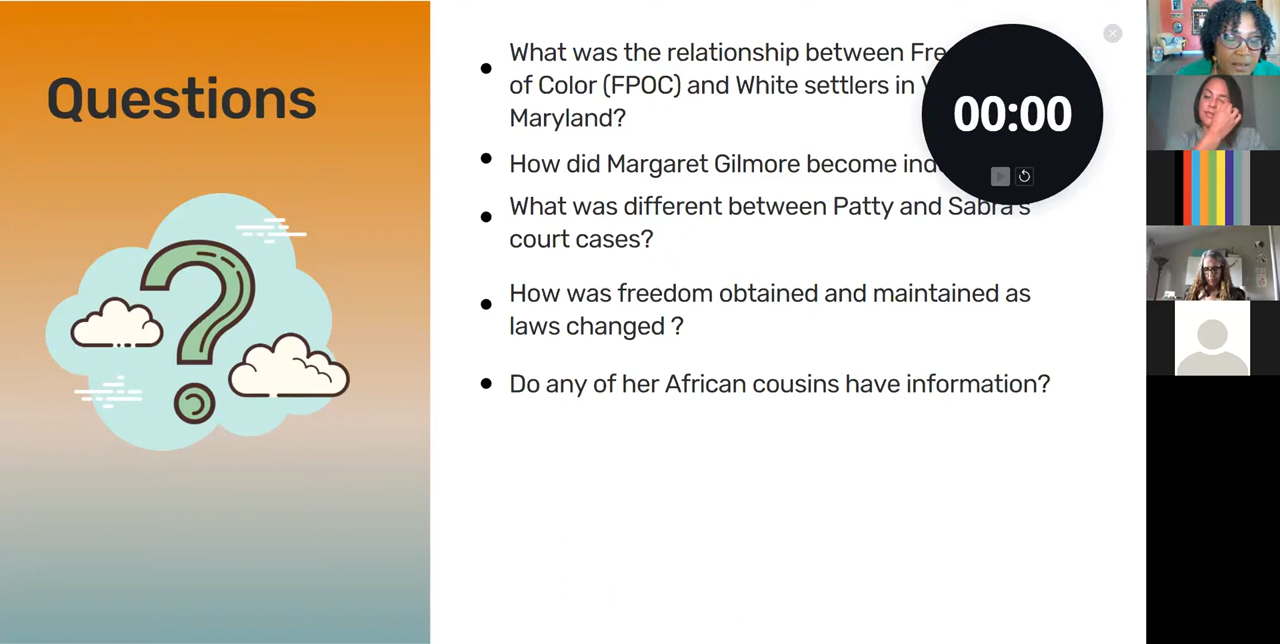 Questions
What was the relationship between Fre
of Color (FPOC) and White settlers in
Maryland?
How did Margaret Gilmore become ind
What was different between Patty and Sabra's
court cases?
How was freedom obtained and maintained as
laws changed ?
Do any of her African cousins have information?
00:00